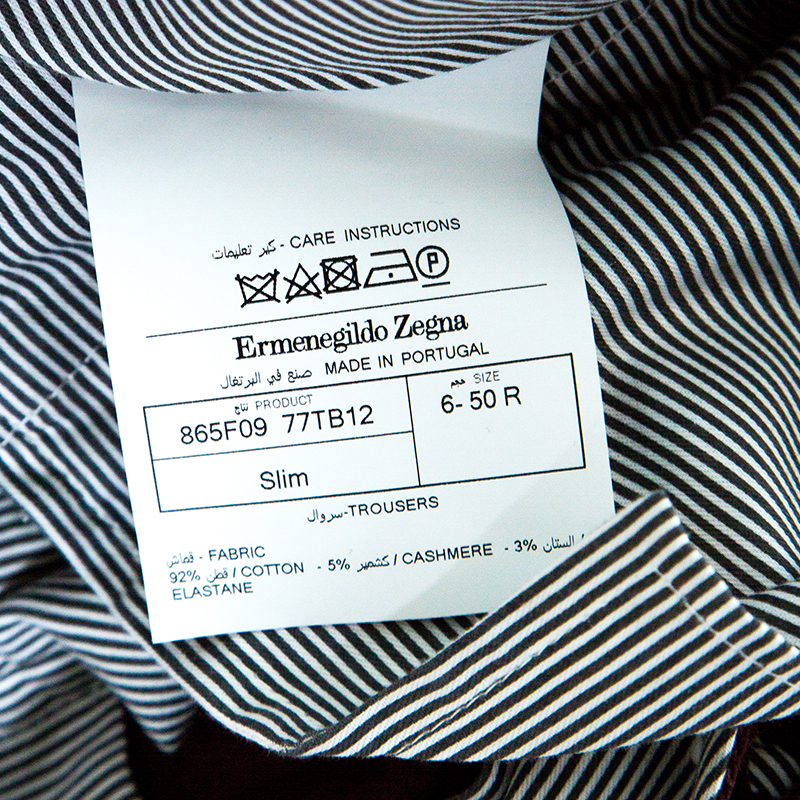 كير تعليمات - CARE INSTRUCTIONS
P
Ermenegildo Zegna
صنع في البرتغال MADE IN PORTUGAL
نتاج PRODUCT
865F09 77TB12
حجم SIZE
6- 50 R
Slim
سروال-TROUSERS
قماش - FABRIC
92% قطن / COTTON - 5% كشمير / CASHMERE - 3% الستان /
ELASTANE